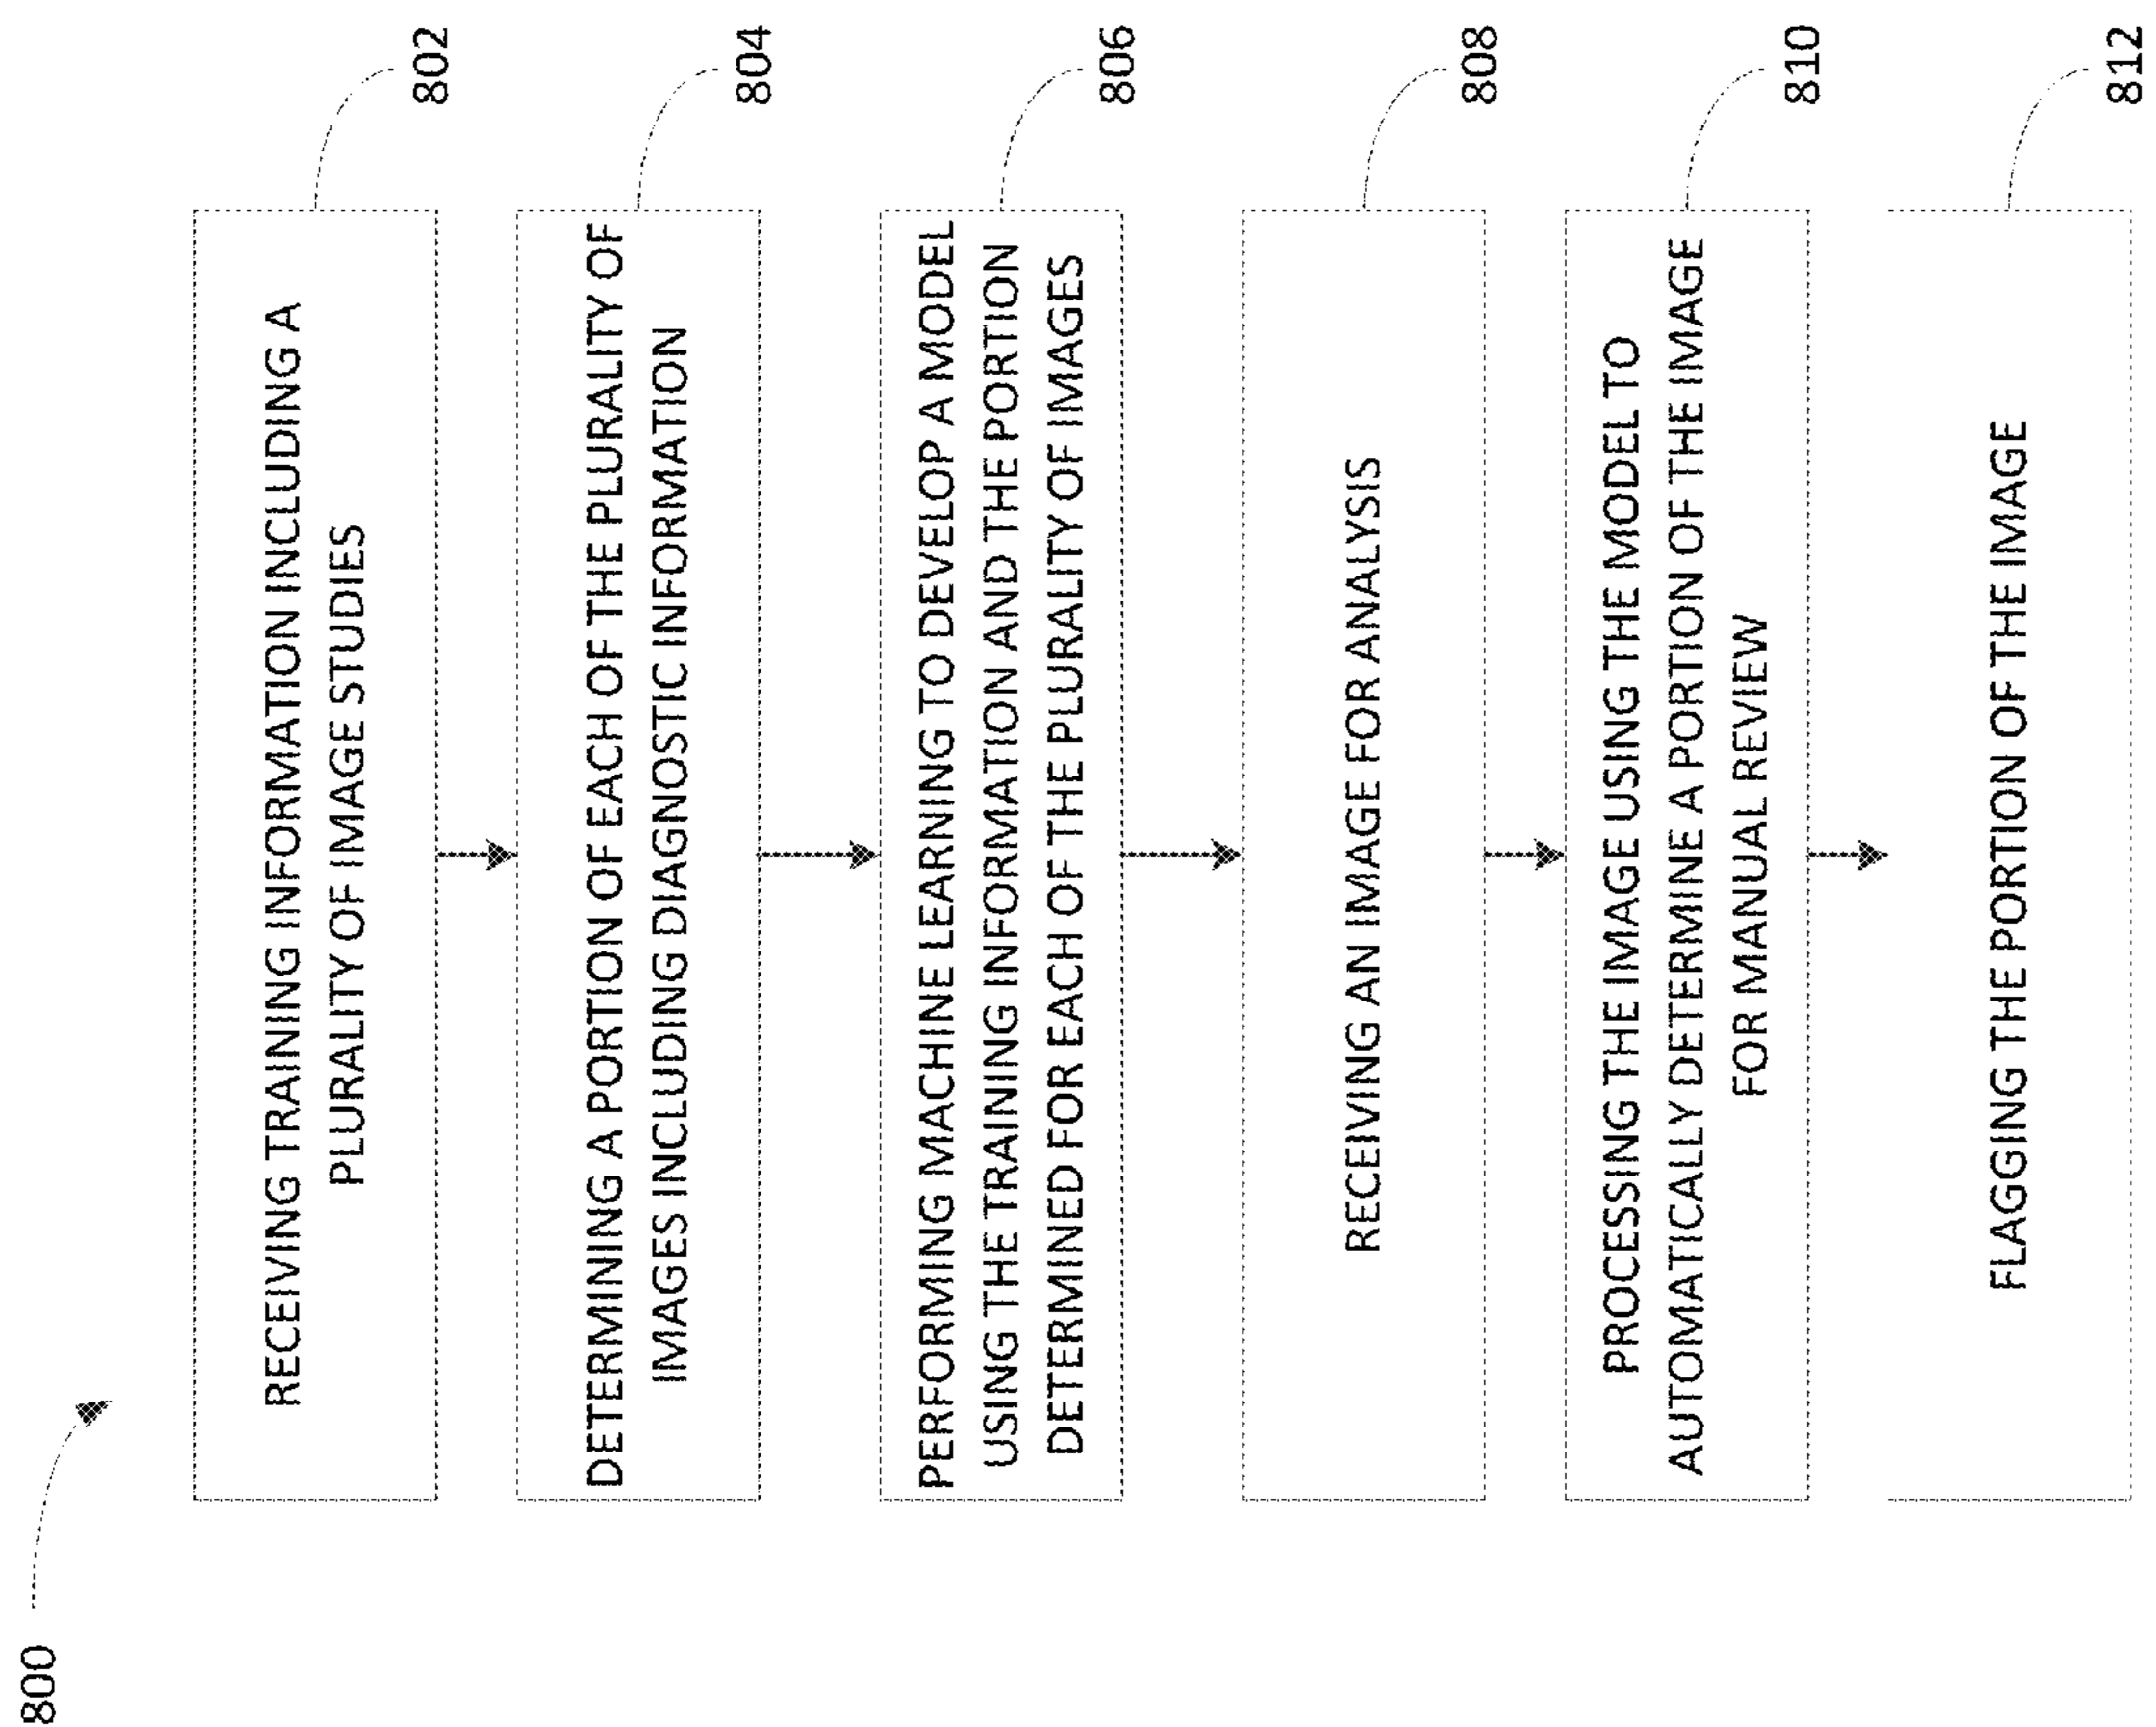 800
RECEIVING TRAINING INFORMATION INCLUDING A
PLURALITY OF IMAGE STUDIES
802
DETERMINING A PORTION OF EACH OF THE PLURALITY OF
IMAGES INCLUDING DIAGNOSTIC INFORMATION
804
PERFORMING MACHINE LEARNING TO DEVELOP A MODEL
USING THE TRAINING INFORMATION AND THE PORTION
DETERMINED FOR EACH OF THE PLURALITY OF IMAGES
806
RECEIVING AN IMAGE FOR ANALYSIS
808
PROCESSING THE IMAGE USING THE MODEL TO
AUTOMATICALLY DETERMINE A PORTION OF THE IMAGE
FOR MANUAL REVIEW
810
FLAGGING THE PORTION OF THE IMAGE
812